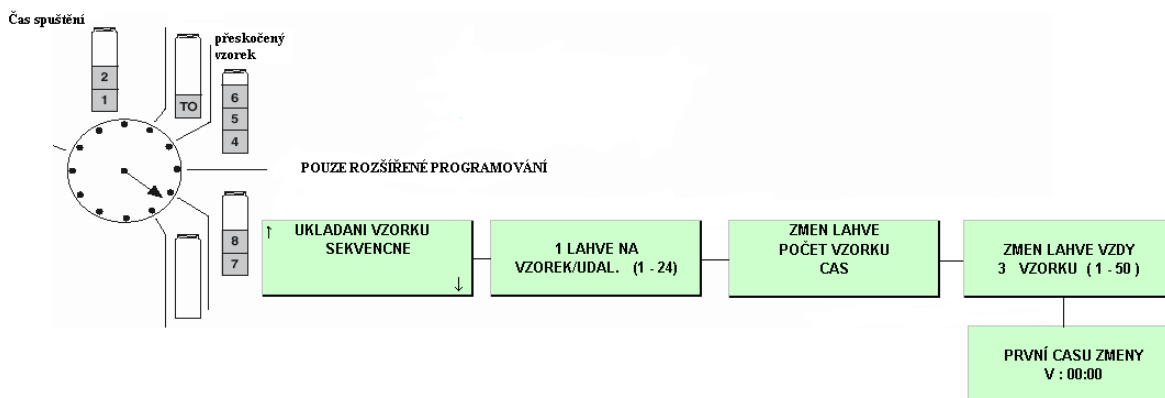 Čas spuštění
přeskočený
vzorek
2
1
TO
6
5
4
POUZE ROZŠÍŘENÉ PROGRAMOVÁNÍ
8
7
↑ UKLADANI VZORKU
SEKVENCNE
↓
1 LAHVE NA
VZOREK/UDAL. (1 - 24)
ZMEN LAHVE
POČET VZORKU
CAS
ZMEN LAHVE VZDY
3 VZORKU ( 1 - 50 )
PRVNÍ CASU ZMENY
V : 00:00